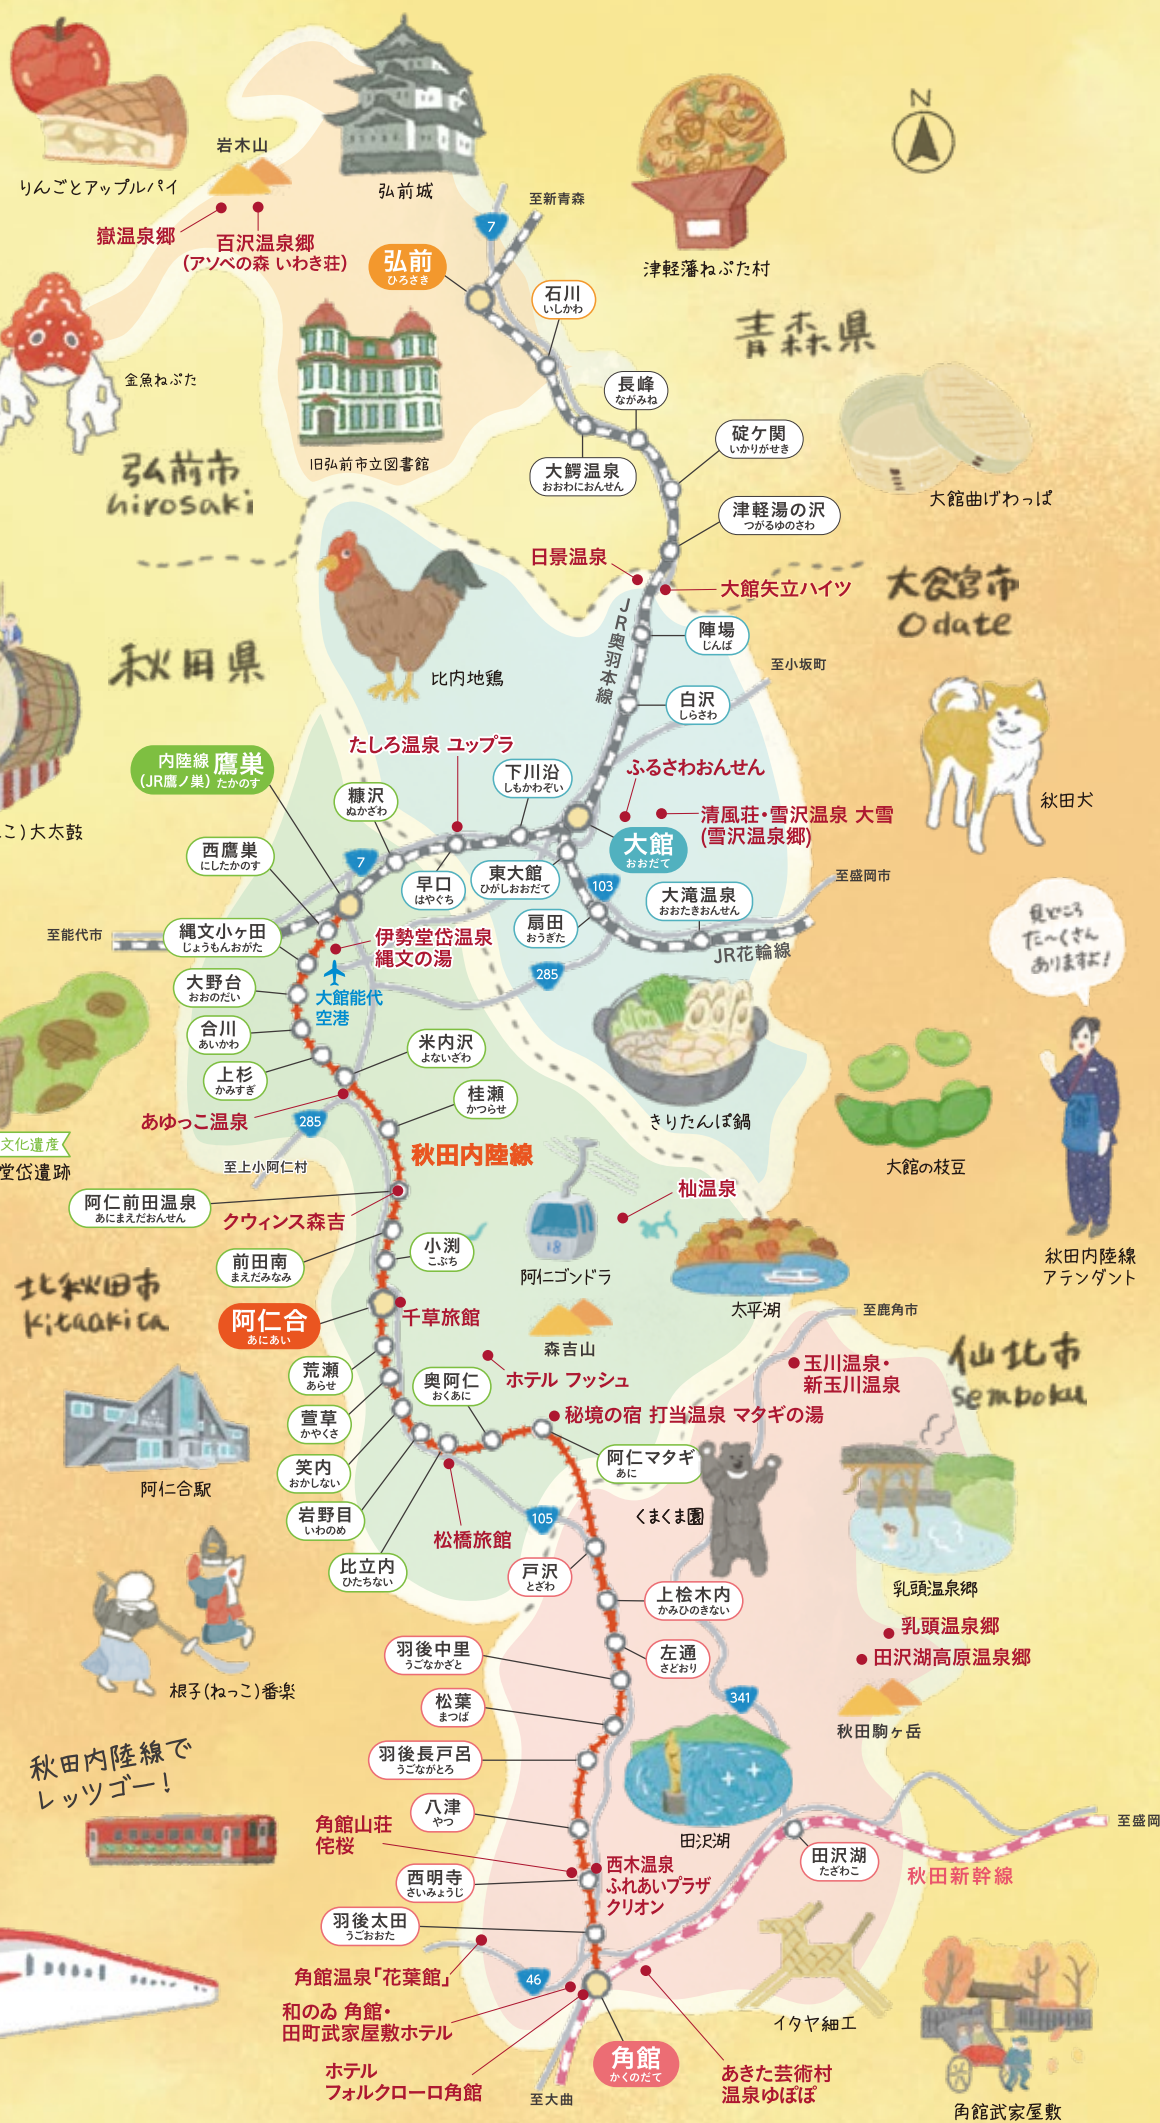 N
岩木山
りんごとアップルパイ
弘前城
至新青森
嶽温泉郷
百沢温泉郷
(アソベの森 いわき荘)
7
弘前
ひろさき
津軽藩ねぷた村
石川
いしかわ
青森県
金魚ねぷた
長峰
ながみね
碇ケ関
いかりがせき
旧弘前市立図書館
大鰐温泉
おおわにおんせん
弘前市
hirosaki
大館曲げわっぱ
津軽湯の沢
つがるゆのさわ
日景温泉
大館矢立ハイツ
大館市
Odate
JR奥羽本線
陣場
じんば
秋田県
比内地鶏
至小坂町
白沢
しらさわ
たしろ温泉 ユップラ
内陸線 鷹巣
(JR鷹ノ巣) たかのす
下川沿
しもかわぞい
ふるさわおんせん
糠沢
ぬかざわ
清風荘・雪沢温泉 大雪
(雪沢温泉郷)
秋田犬
こ)大太鼓
西鷹巣
にしたかのす
7
大館
おおだて
早口
はやぐち
東大館
ひがしおおだて
103
大滝温泉
おおたきおんせん
至盛岡市
扇田
おうぎた
至能代市
縄文小ヶ田
じょうもんおがた
伊勢堂岱温泉
縄文の湯
JR花輪線
見どころ
た〜くさん
ありますよ!
大野台
おおのだい
大館能代
空港
285
合川
あいかわ
米内沢
よないざわ
上杉
かみすぎ
桂瀬
かつらせ
あゆっこ温泉
285
きりたんぽ鍋
文化遺産
堂岱遺跡
秋田内陸線
至上小阿仁村
大館の枝豆
阿仁前田温泉
あにまえだおんせん
クウィンス森吉
杣温泉
18
前田南
まえだみなみ
小渕
こぶち
阿仁ゴンドラ
秋田内陸線
アテンダント
北秋田市
kitaakita
太平湖
至鹿角市
阿仁合
あにあい
千草旅館
森吉山
仙北市
semboku
荒瀬
あらせ
奥阿仁
おくあに
ホテル フッシュ
玉川温泉・
新玉川温泉
萱草
かやくさ
秘境の宿 打当温泉 マタギの湯
阿仁マタギ
あに
阿仁合駅
笑内
おかしない
岩野目
いわのめ
105
くまくま園
松橋旅館
比立内
ひたちない
戸沢
とざわ
乳頭温泉郷
上桧木内
かみひのきない
乳頭温泉郷
羽後中里
うごなかざと
左通
さどおり
田沢湖高原温泉郷
根子(ねっこ)番楽
松葉
まつば
341
秋田駒ヶ岳
秋田内陸線で
レッツゴー!
羽後長戸呂
うごながとろ
八津
やつ
角館山荘
侘桜
田沢湖
至盛岡
田沢湖
たざわこ
秋田新幹線
西明寺
さいみょうじ
西木温泉
ふれあいプラザ
クリオン
羽後太田
うごおおた
角館温泉「花葉館」
46
和のゐ 角館・
田町武家屋敷ホテル
イタヤ細工
角館
かくのだて
ホテル
フォルクローロ角館
あきた芸術村
温泉ゆぽぽ
至大曲
角館武家屋敷